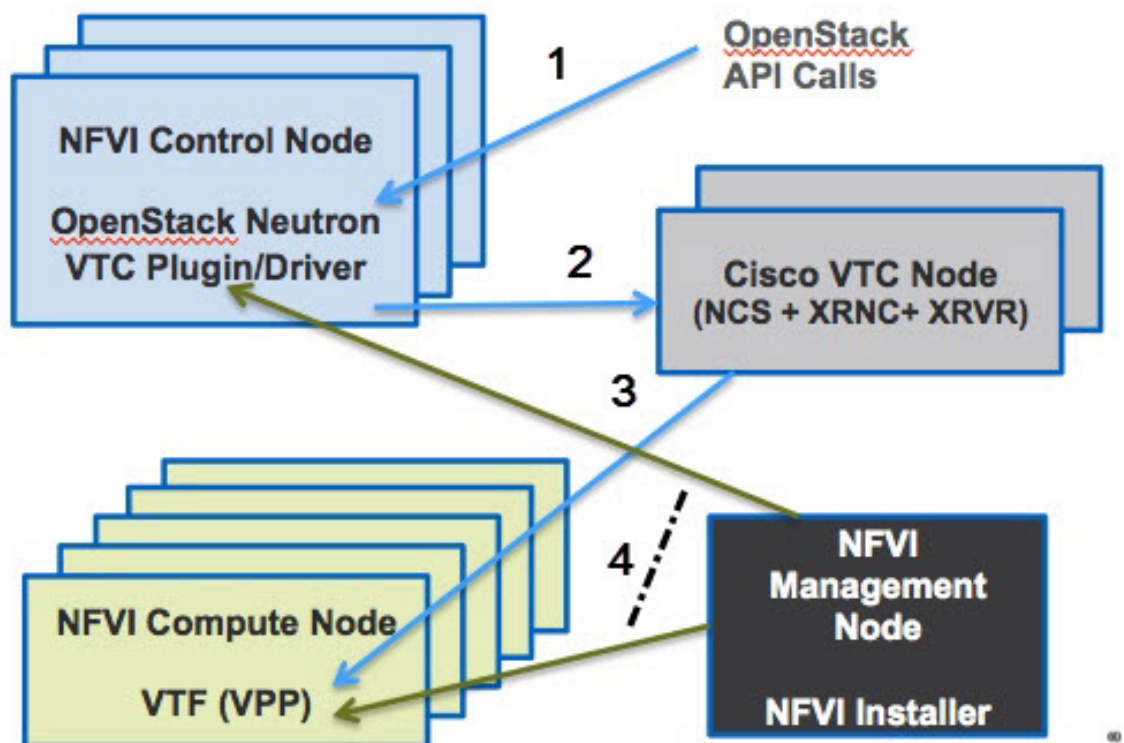 OpenStack
API Calls
1
NFVI Control Node
OpenStack Neutron
VTC Plugin/Driver
2
Cisco VTC Node
(NCS + XRNC+ XRVR)
3
4
NFVI Compute Node
VTF (VPP)
NFVI
Management
Node
NFVI Installer